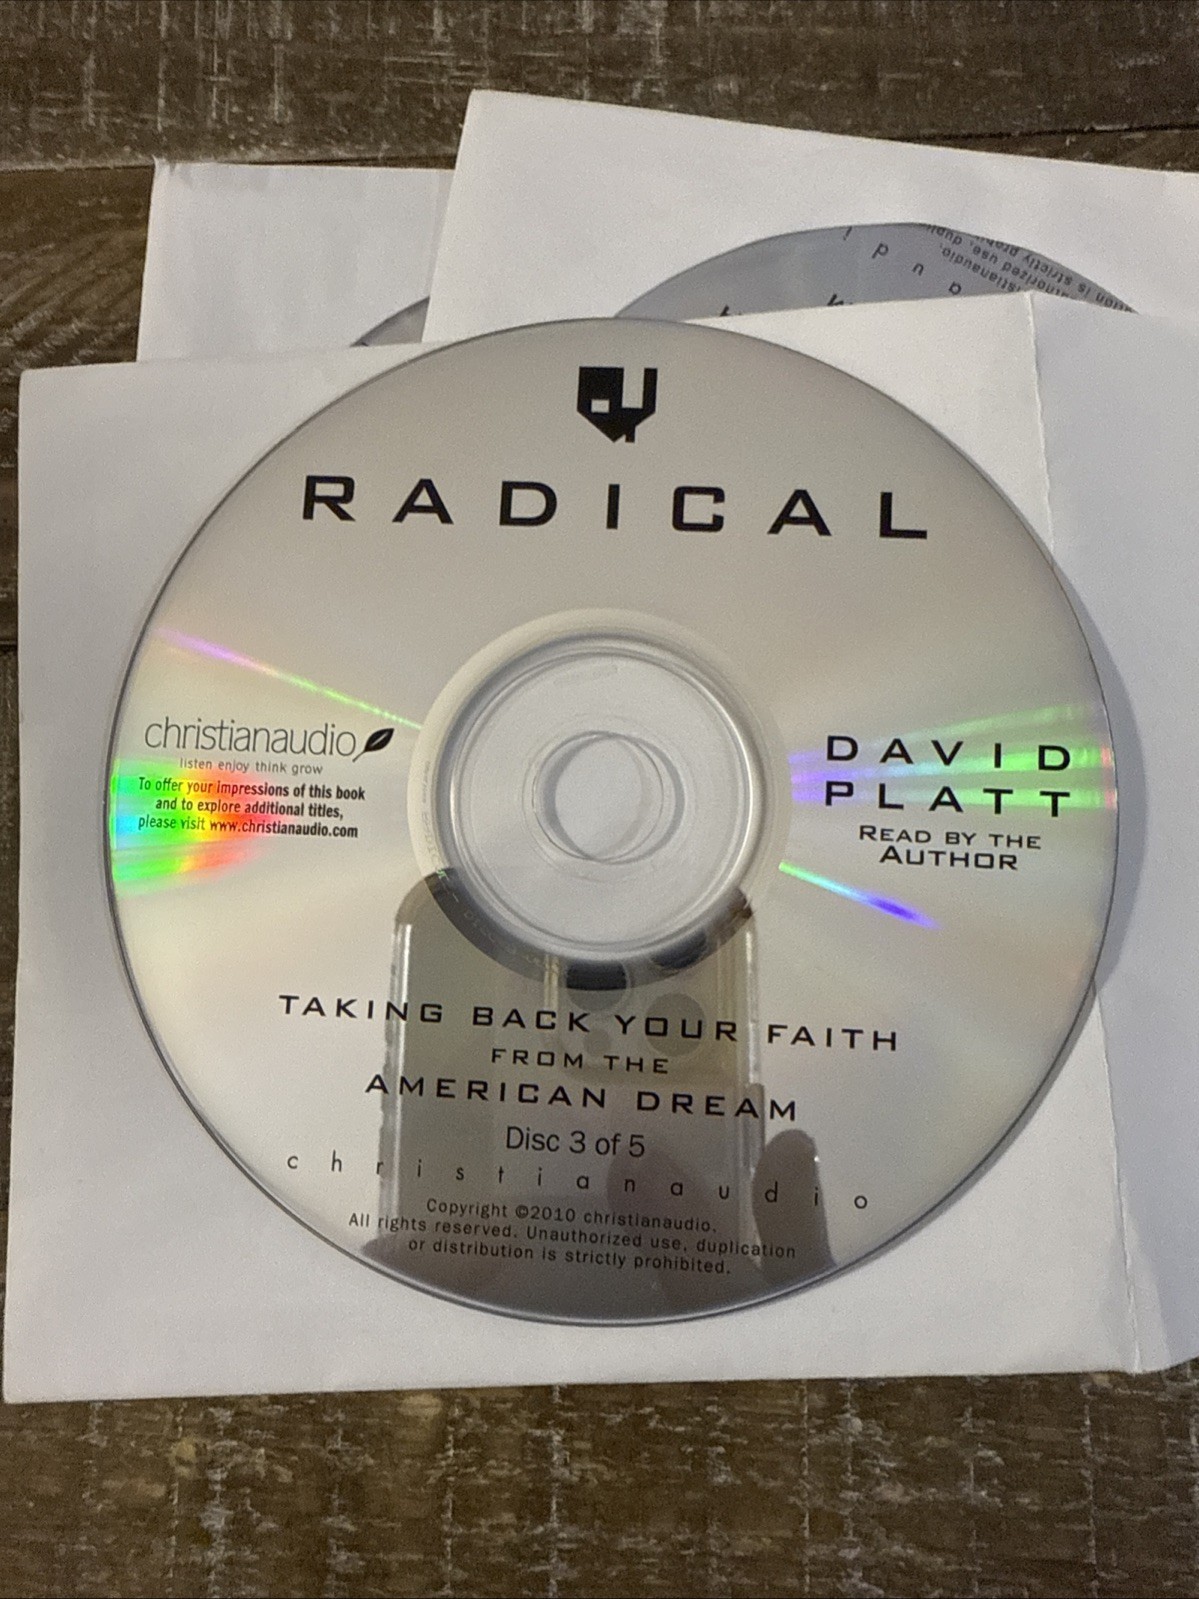 RADICAL
christianaudio
listen enjoy think grow
To offer your impressions of this book
and to explore additional titles,
please visit www.christianaudio.com
DAVID
PLATT
READ BY THE
AUTHOR
TAKING BACK YOUR FAITH
FROM THE
AMERICAN DREAM
Disc 3 of 5
christianaudio
Copyright ©2010 christianaudio.
All rights reserved. Unauthorized use, duplication
or distribution is strictly prohibited.